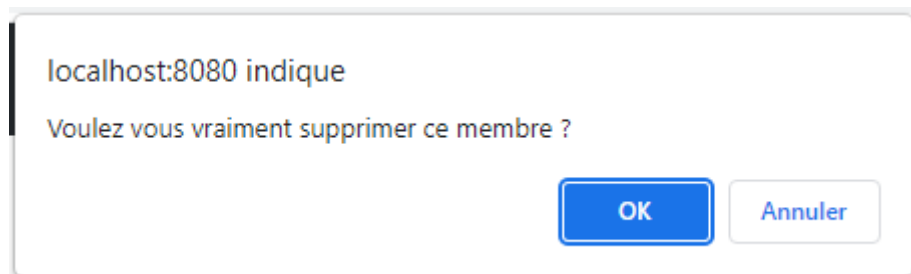 localhost:8080 indique
Voulez vous vraiment supprimer ce membre ?
OK
Annuler